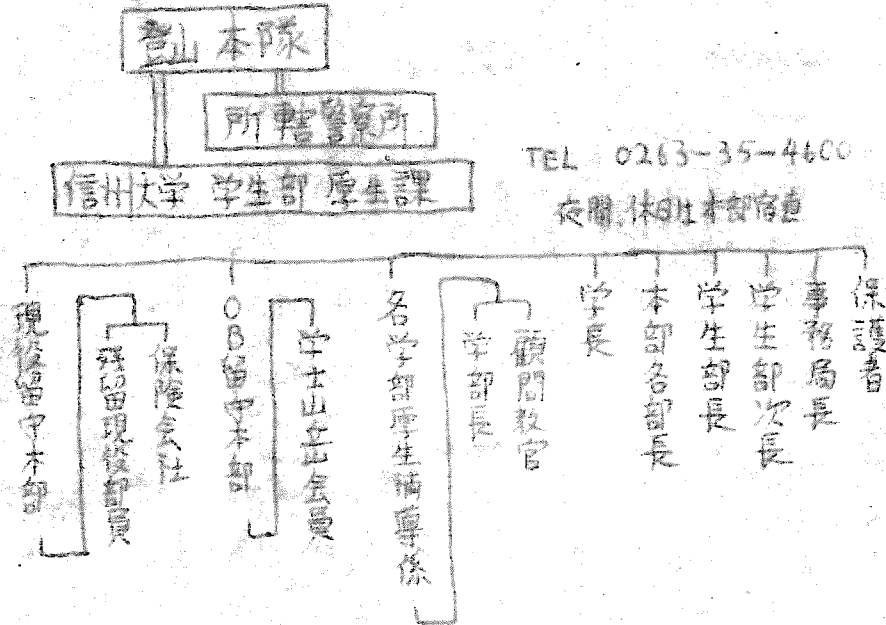 登山本隊
所轄警察所
信州大学 学生部 厚生課
TEL 0263-35-4600
夜間、休日は本部宿直
現役留守本部
残留現役部員
保険会社
OB留守本部
学士山岳会員
各学部厚生補導係
学部長
顧問教官
学長
本部各部長
学生部長
学生部次長
事務局長
保護者